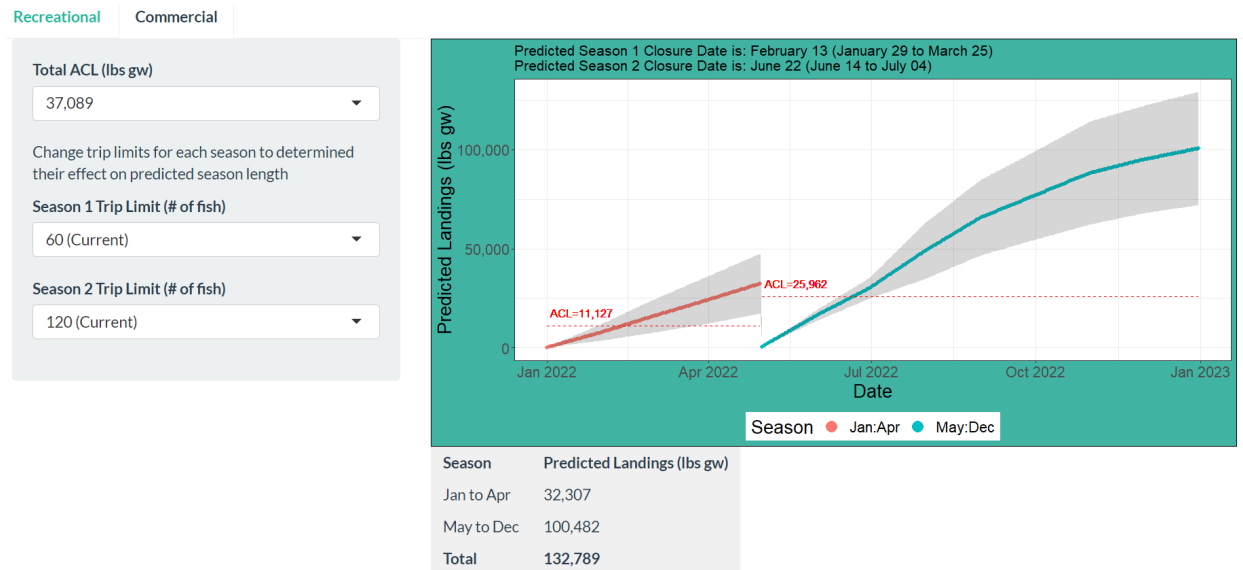 Recreational
Commercial
Total ACL (lbs gw)
37,089
Change trip limits for each season to determined
their effect on predicted season length
Season 1 Trip Limit (# of fish)
60 (Current)
Season 2 Trip Limit (# of fish)
120 (Current)
Predicted Season 1 Closure Date is: February 13 (January 29 to March 25)
Predicted Season 2 Closure Date is: June 22 (June 14 to July 04)
Predicted Landings (lbs gw)
100,000
50,000
0
ACL=11,127
ACL=25,962
Jan 2022
Apr 2022
Jul 2022
Oct 2022
Jan 2023
Date
Season
Jan:Apr
May:Dec
Season Predicted Landings (lbs gw)
Jan to Apr 32,307
May to Dec 100,482
Total 132,789